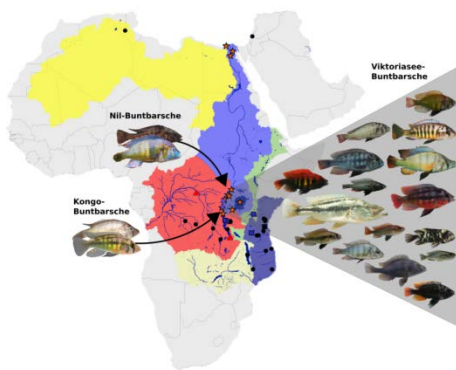 Viktoriasee-
Buntbarsche
Nil-Buntbarsche
Kongo-
Buntbarsche